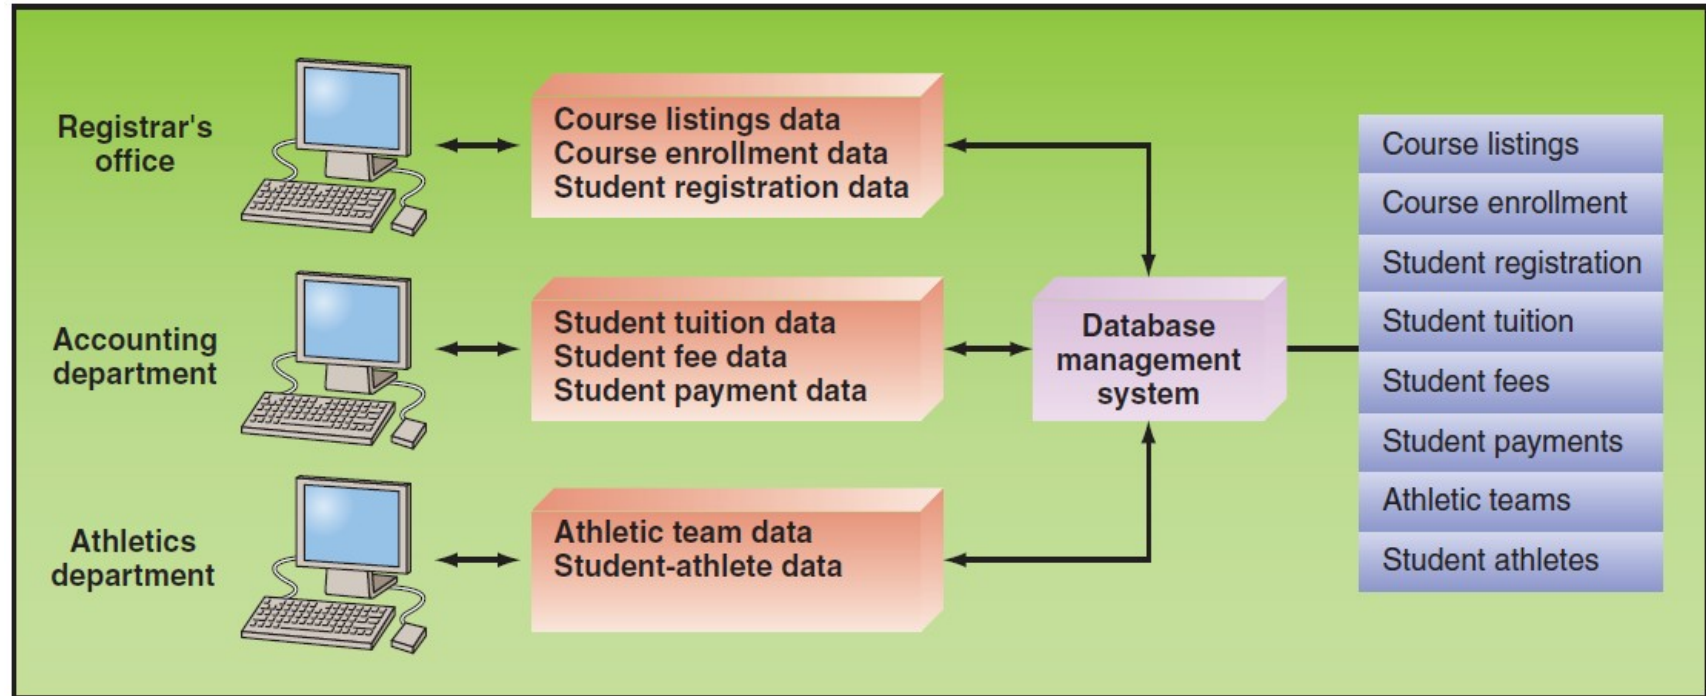 Registrar's
office
Course listings data
Course enrollment data
Student registration data
Accounting
department
Student tuition data
Student fee data
Student payment data
Athletics
department
Athletic team data
Student-athlete data
Database
management
system
Course listings
Course enrollment
Student registration
Student tuition
Student fees
Student payments
Athletic teams
Student athletes